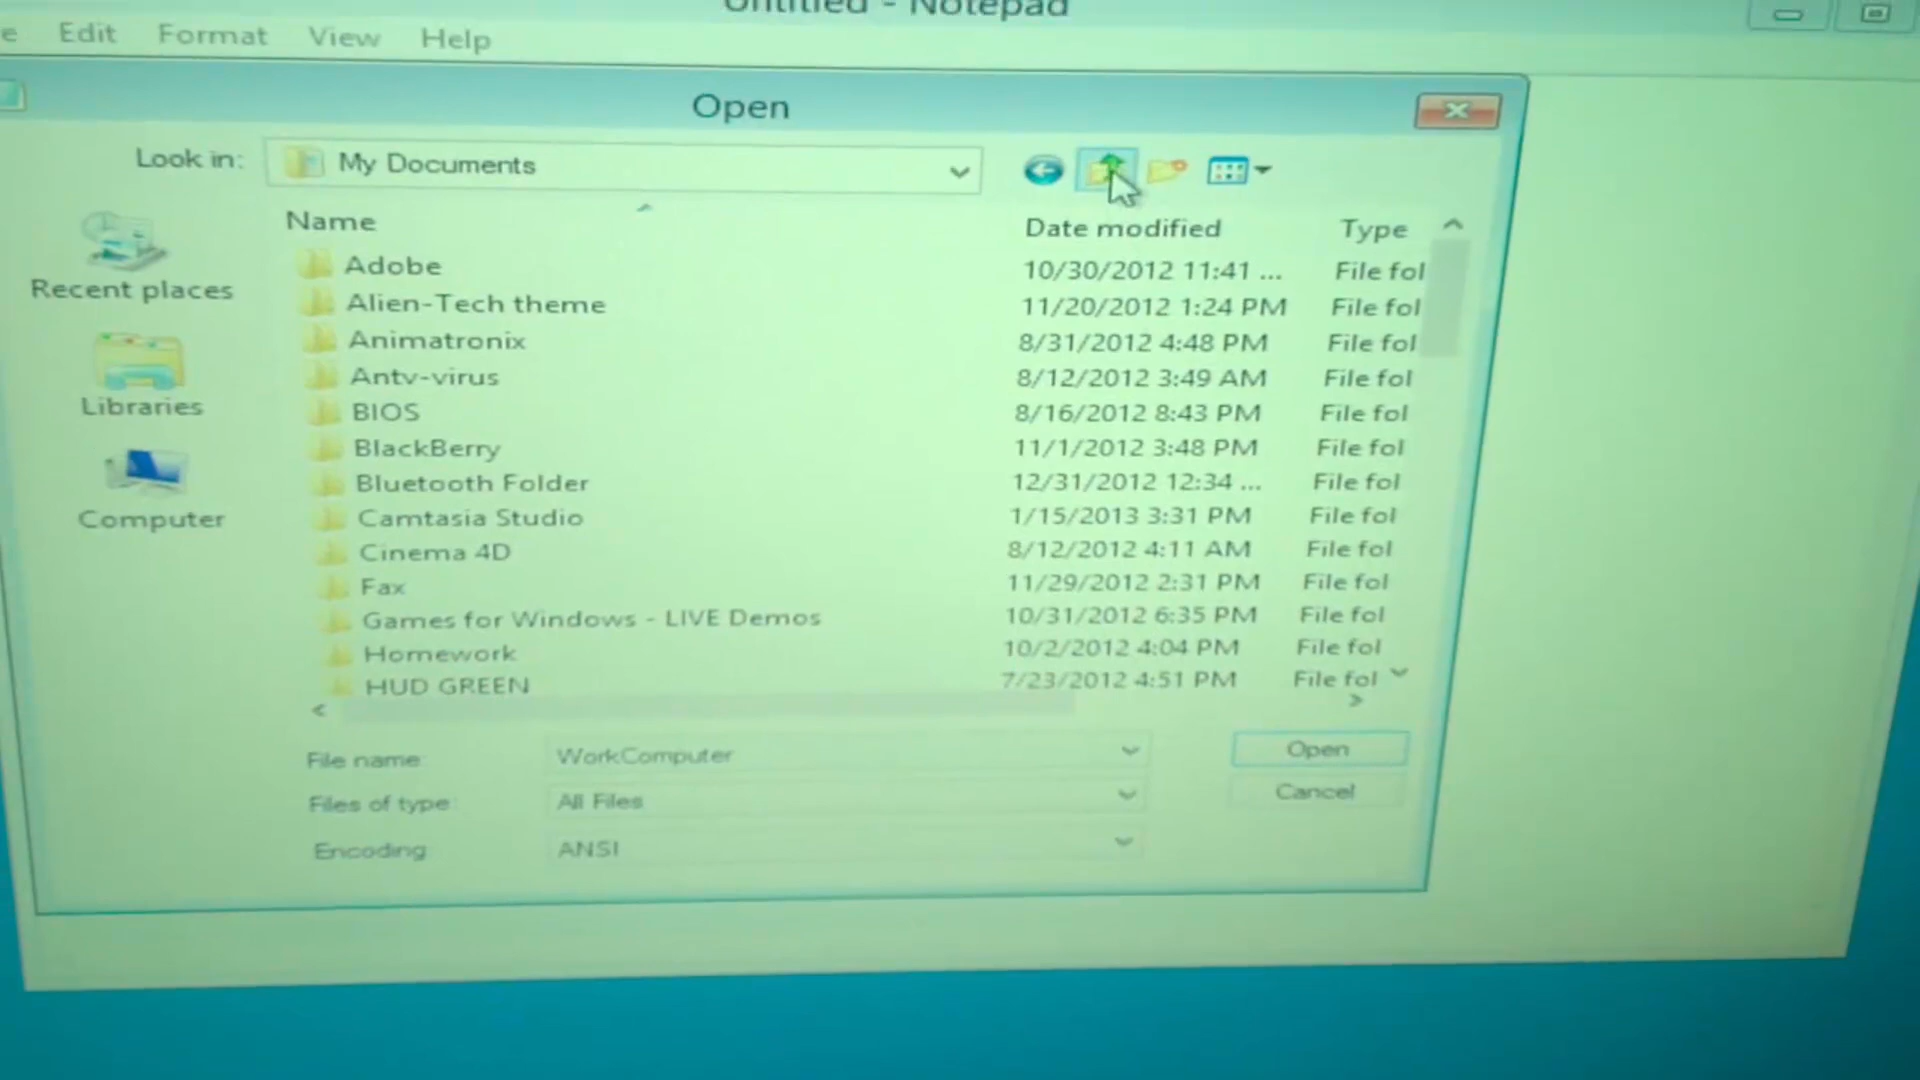 Untitled - Notepad
Edit Format View Help
Open
Look in: My Documents
Name Date modified Type
Adobe 10/30/2012 11:41 ... File fol
Alien-Tech theme 11/20/2012 1:24 PM File fol
Animatronix 8/31/2012 4:48 PM File fol
Antv-virus 8/12/2012 3:49 AM File fol
BIOS 8/16/2012 8:43 PM File fol
BlackBerry 11/1/2012 3:48 PM File fol
Bluetooth Folder 12/31/2012 12:34 ... File fol
Camtasia Studio 1/15/2013 3:31 PM File fol
Cinema 4D 8/12/2012 4:11 AM File fol
Fax 11/29/2012 2:31 PM File fol
Games for Windows - LIVE Demos 10/31/2012 6:35 PM File fol
Homework 10/2/2012 4:04 PM File fol
HUD GREEN 7/23/2012 4:51 PM File fol
Recent places
Libraries
Computer
File name: WorkComputer Open
Files of type: All Files Cancel
Encoding: ANSI